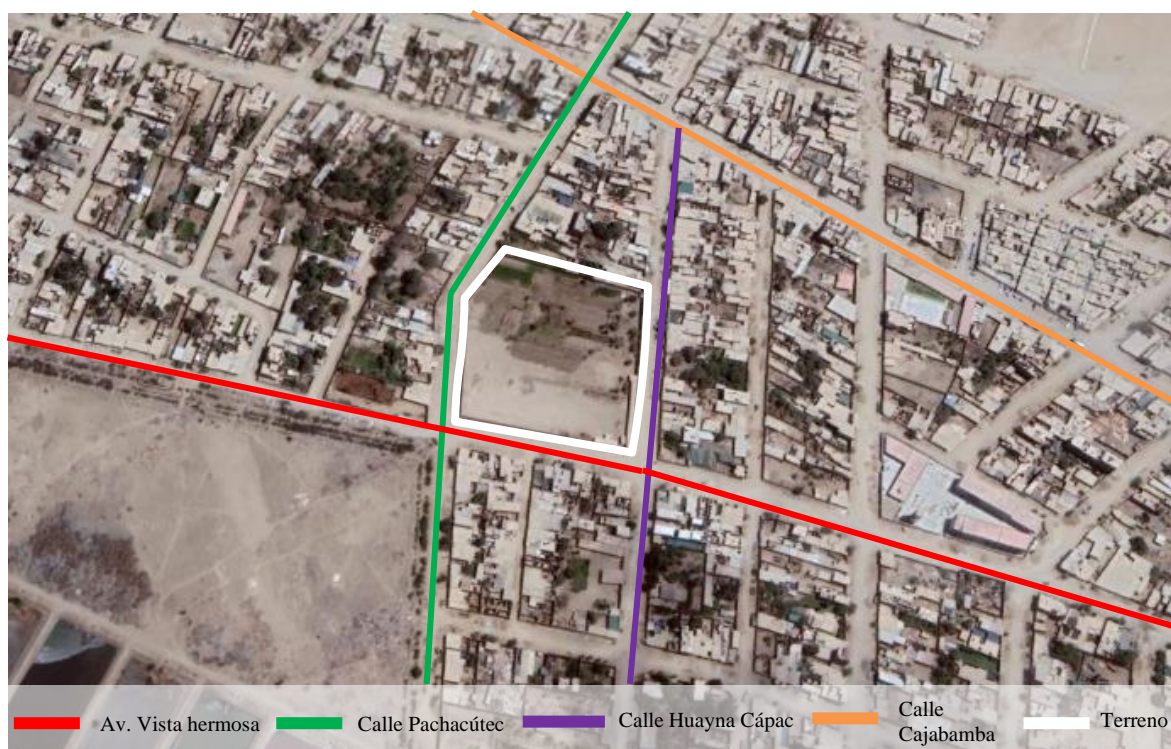 Av. Vista hermosa
Calle Pachacútec
Calle Huayna Cápac
Calle
Cajabamba
Terreno